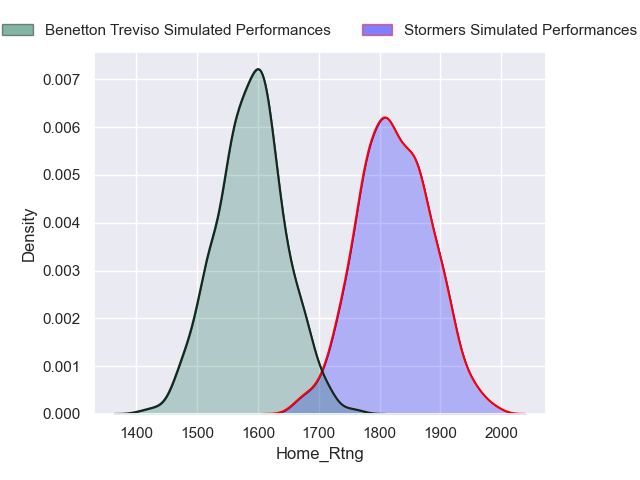 Benetton Treviso Simulated Performances
Stormers Simulated Performances
0.007
0.006
0.005
0.004
0.003
0.002
0.001
0.000
Density
1400 1500 1600 1700 1800 1900 2000
Home_Rtng